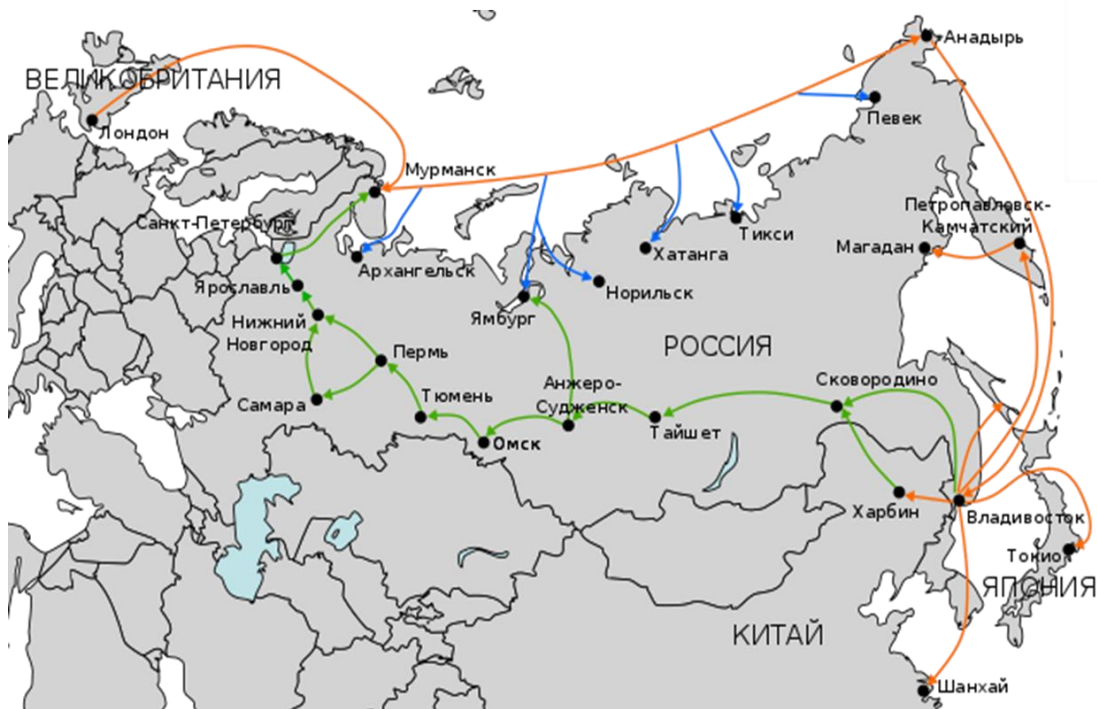 Анадырь
ВЕЛИКОБРИТАНИЯ
Певек
Лондон
Мурманск
Петропавловск-
Камчатский
Санкт-Петербург
Тикси
Магадан
Хатанга
Архангельск
Ярославль
Норильск
Ямбург
Нижний
Новгород
РОССИЯ
Пермь
Анжеро-
Судженск
Сковородино
Тюмень
Самара
Тайшет
Омск
Харбин
Владивосток
Токио
ЯПОНИЯ
КИТАЙ
Шанхай